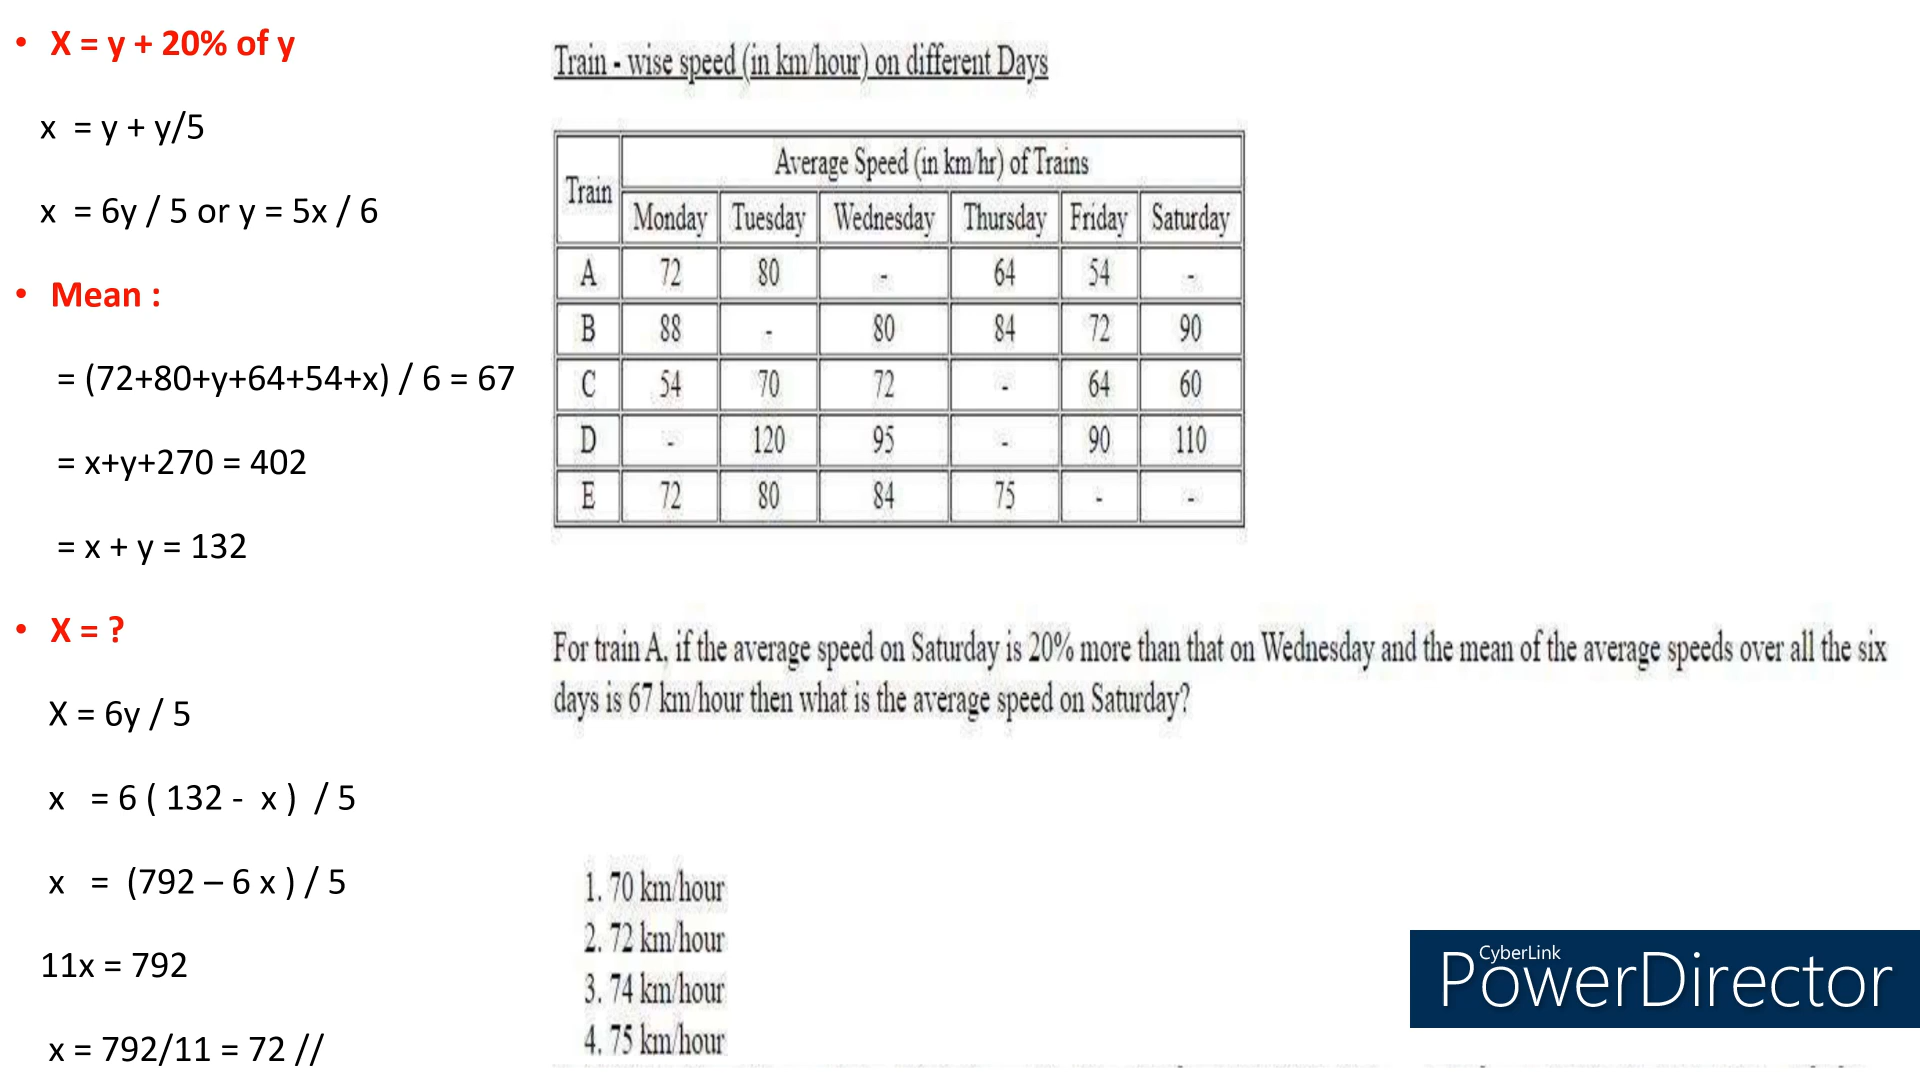 • X = y + 20% of y
x = y + y/5
x = 6y / 5 or y = 5x / 6
• Mean :
= (72+80+y+64+54+x) / 6 = 67
= x+y+270 = 402
= x + y = 132
• X = ?
X = 6y / 5
x = 6 ( 132 - x ) / 5
x = (792 – 6 x ) / 5
11x = 792
x = 792/11 = 72 //
Train - wise speed (in km/hour) on different Days
Train Average Speed (in km/hr) of Trains
Monday Tuesday Wednesday Thursday Friday Saturday
A 72 80 - 64 54 -
B 88 - 80 84 72 90
C 54 70 72 - 64 60
D - 120 95 - 90 110
E 72 80 84 75 - -
For train A, if the average speed on Saturday is 20% more than that on Wednesday and the mean of the average speeds over all the six
days is 67 km/hour then what is the average speed on Saturday?
1. 70 km/hour
2. 72 km/hour
3. 74 km/hour
4. 75 km/hour
CyberLink
PowerDirector